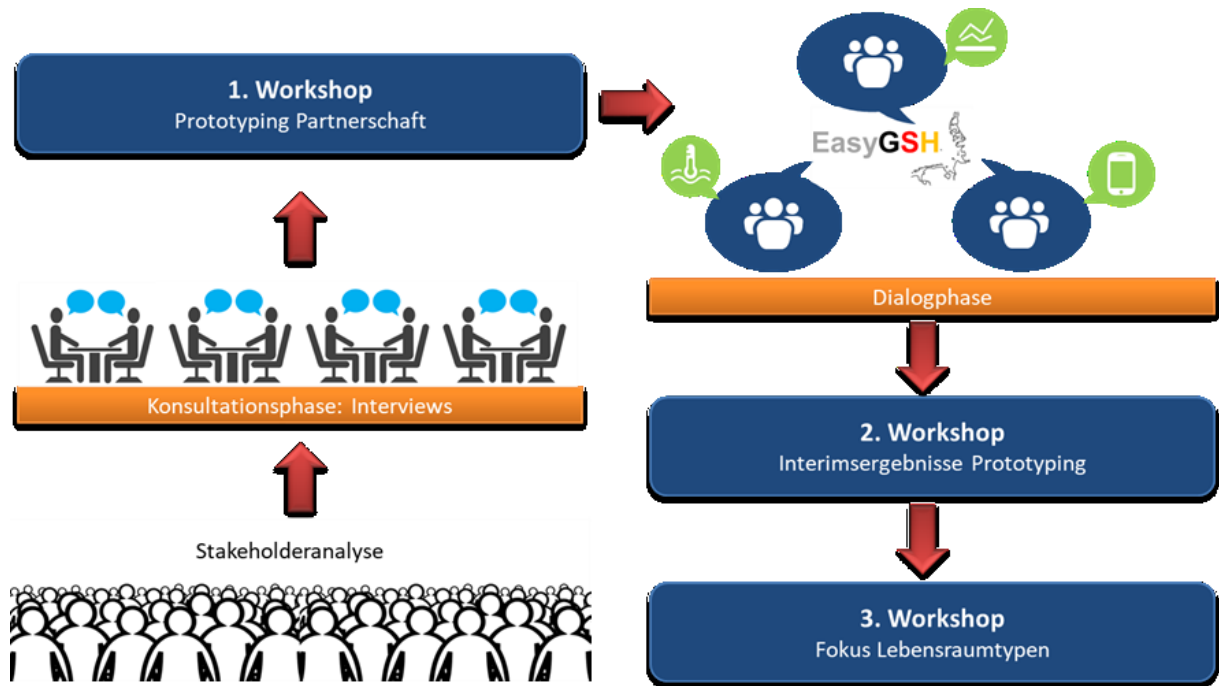 1. Workshop
Prototyping Partnerschaft
EasyGSH
Dialogphase
Konsultationsphase: Interviews
2. Workshop
Interimsergebnisse Prototyping
Stakeholderanalyse
3. Workshop
Fokus Lebensraumtypen